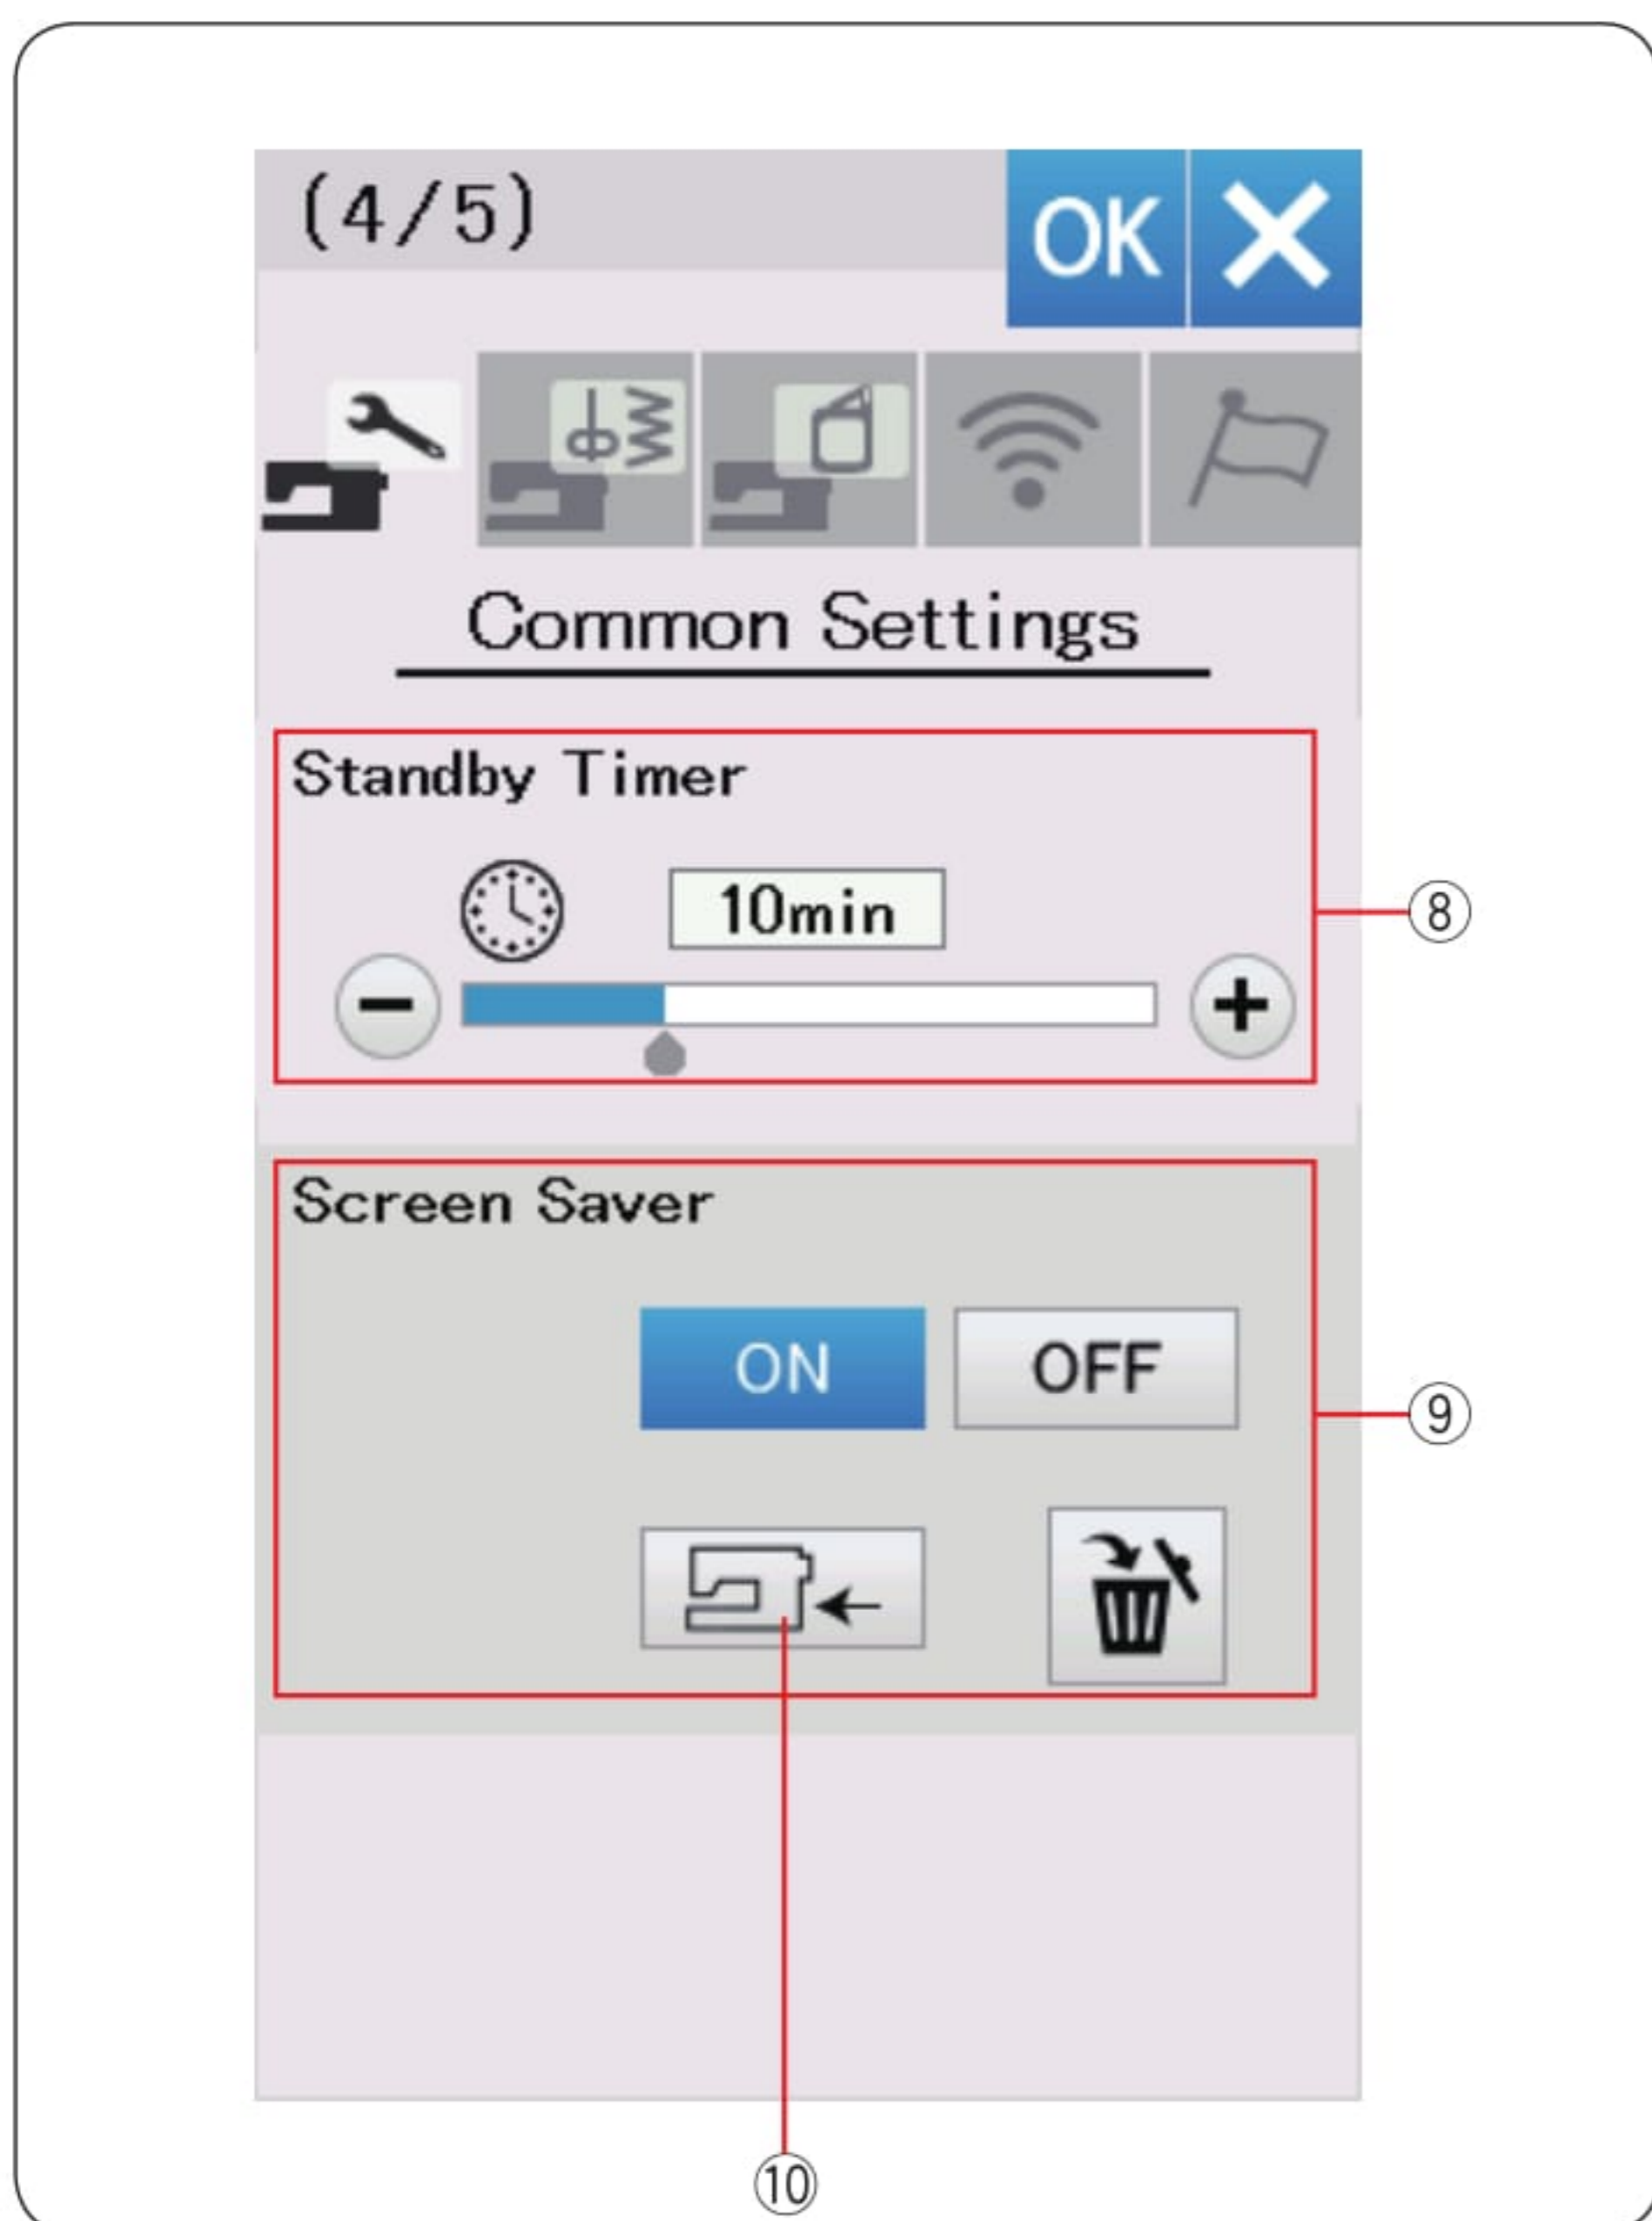 (4/5)
OK
Common Settings
Standby Timer
10min
⑧
Screen Saver
ON OFF
⑨
⑩